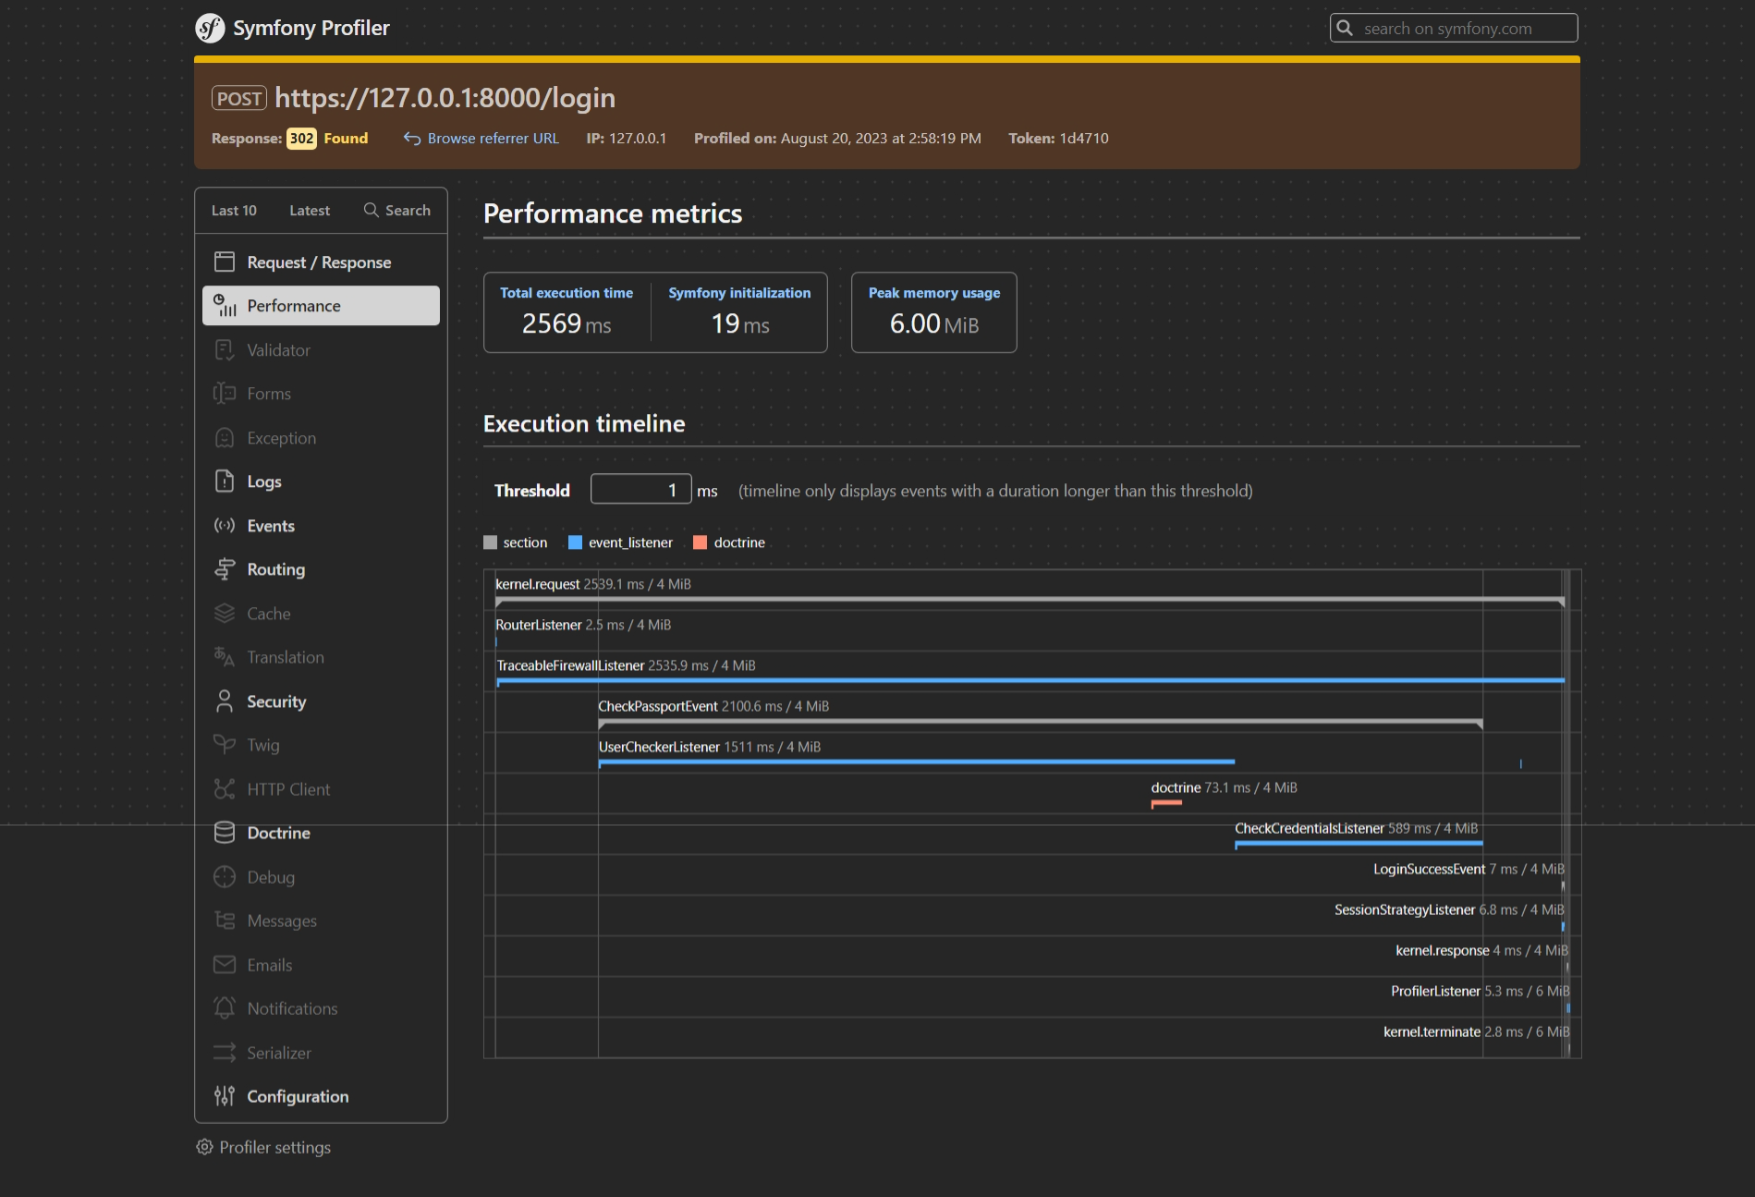 Symfony Profiler
search on symfony.com
POST https://127.0.0.1:8000/login
Response: 302 Found Browse referrer URL IP: 127.0.0.1 Profiled on: August 20, 2023 at 2:58:19 PM Token: 1d4710
Last 10 Latest Search
Request / Response
Performance
Validator
Forms
Exception
Logs
Events
Routing
Cache
Translation
Security
Twig
HTTP Client
Doctrine
Debug
Messages
Emails
Notifications
Serializer
Configuration
Profiler settings
Performance metrics
Total execution time
2569 ms
Symfony initialization
19 ms
Peak memory usage
6.00 MiB
Execution timeline
Threshold 1 ms (timeline only displays events with a duration longer than this threshold)
section event_listener doctrine
kernel.request 2539.1 ms / 4 MiB
RouterListener 2.5 ms / 4 MiB
TraceableFirewallListener 2535.9 ms / 4 MiB
CheckPassportEvent 2100.6 ms / 4 MiB
UserCheckerListener 1511 ms / 4 MiB
doctrine 73.1 ms / 4 MiB
CheckCredentialsListener 589 ms / 4 MiB
LoginSuccessEvent 7 ms / 4 MiB
SessionStrategyListener 6.8 ms / 4 MiB
kernel.response 4 ms / 4 MiB
ProfilerListener 5.3 ms / 6 MiB
kernel.terminate 2.8 ms / 6 MiB